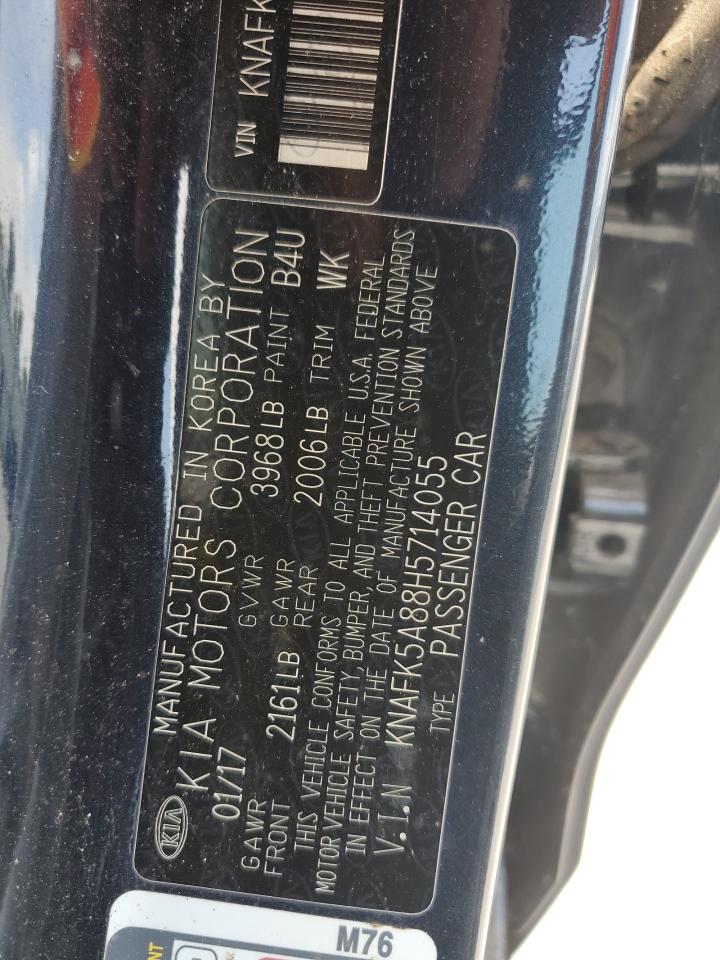 VIN KNAFK
KIA
MANUFACTURED IN KOREA BY
KIA MOTORS CORPORATION
01/17 GVWR 3968LB PAINT B4U
GAWR FRONT 2161LB GAWR REAR 2006LB TRIM WK
THIS VEHICLE CONFORMS TO ALL APPLICABLE U.S.A. FEDERAL
MOTOR VEHICLE SAFETY, BUMPER, AND THEFT PREVENTION STANDARDS
IN EFFECT ON THE DATE OF MANUFACTURE SHOWN ABOVE
V.I.N KNAFK5A88H5714055
TYPE PASSENGER CAR
M76